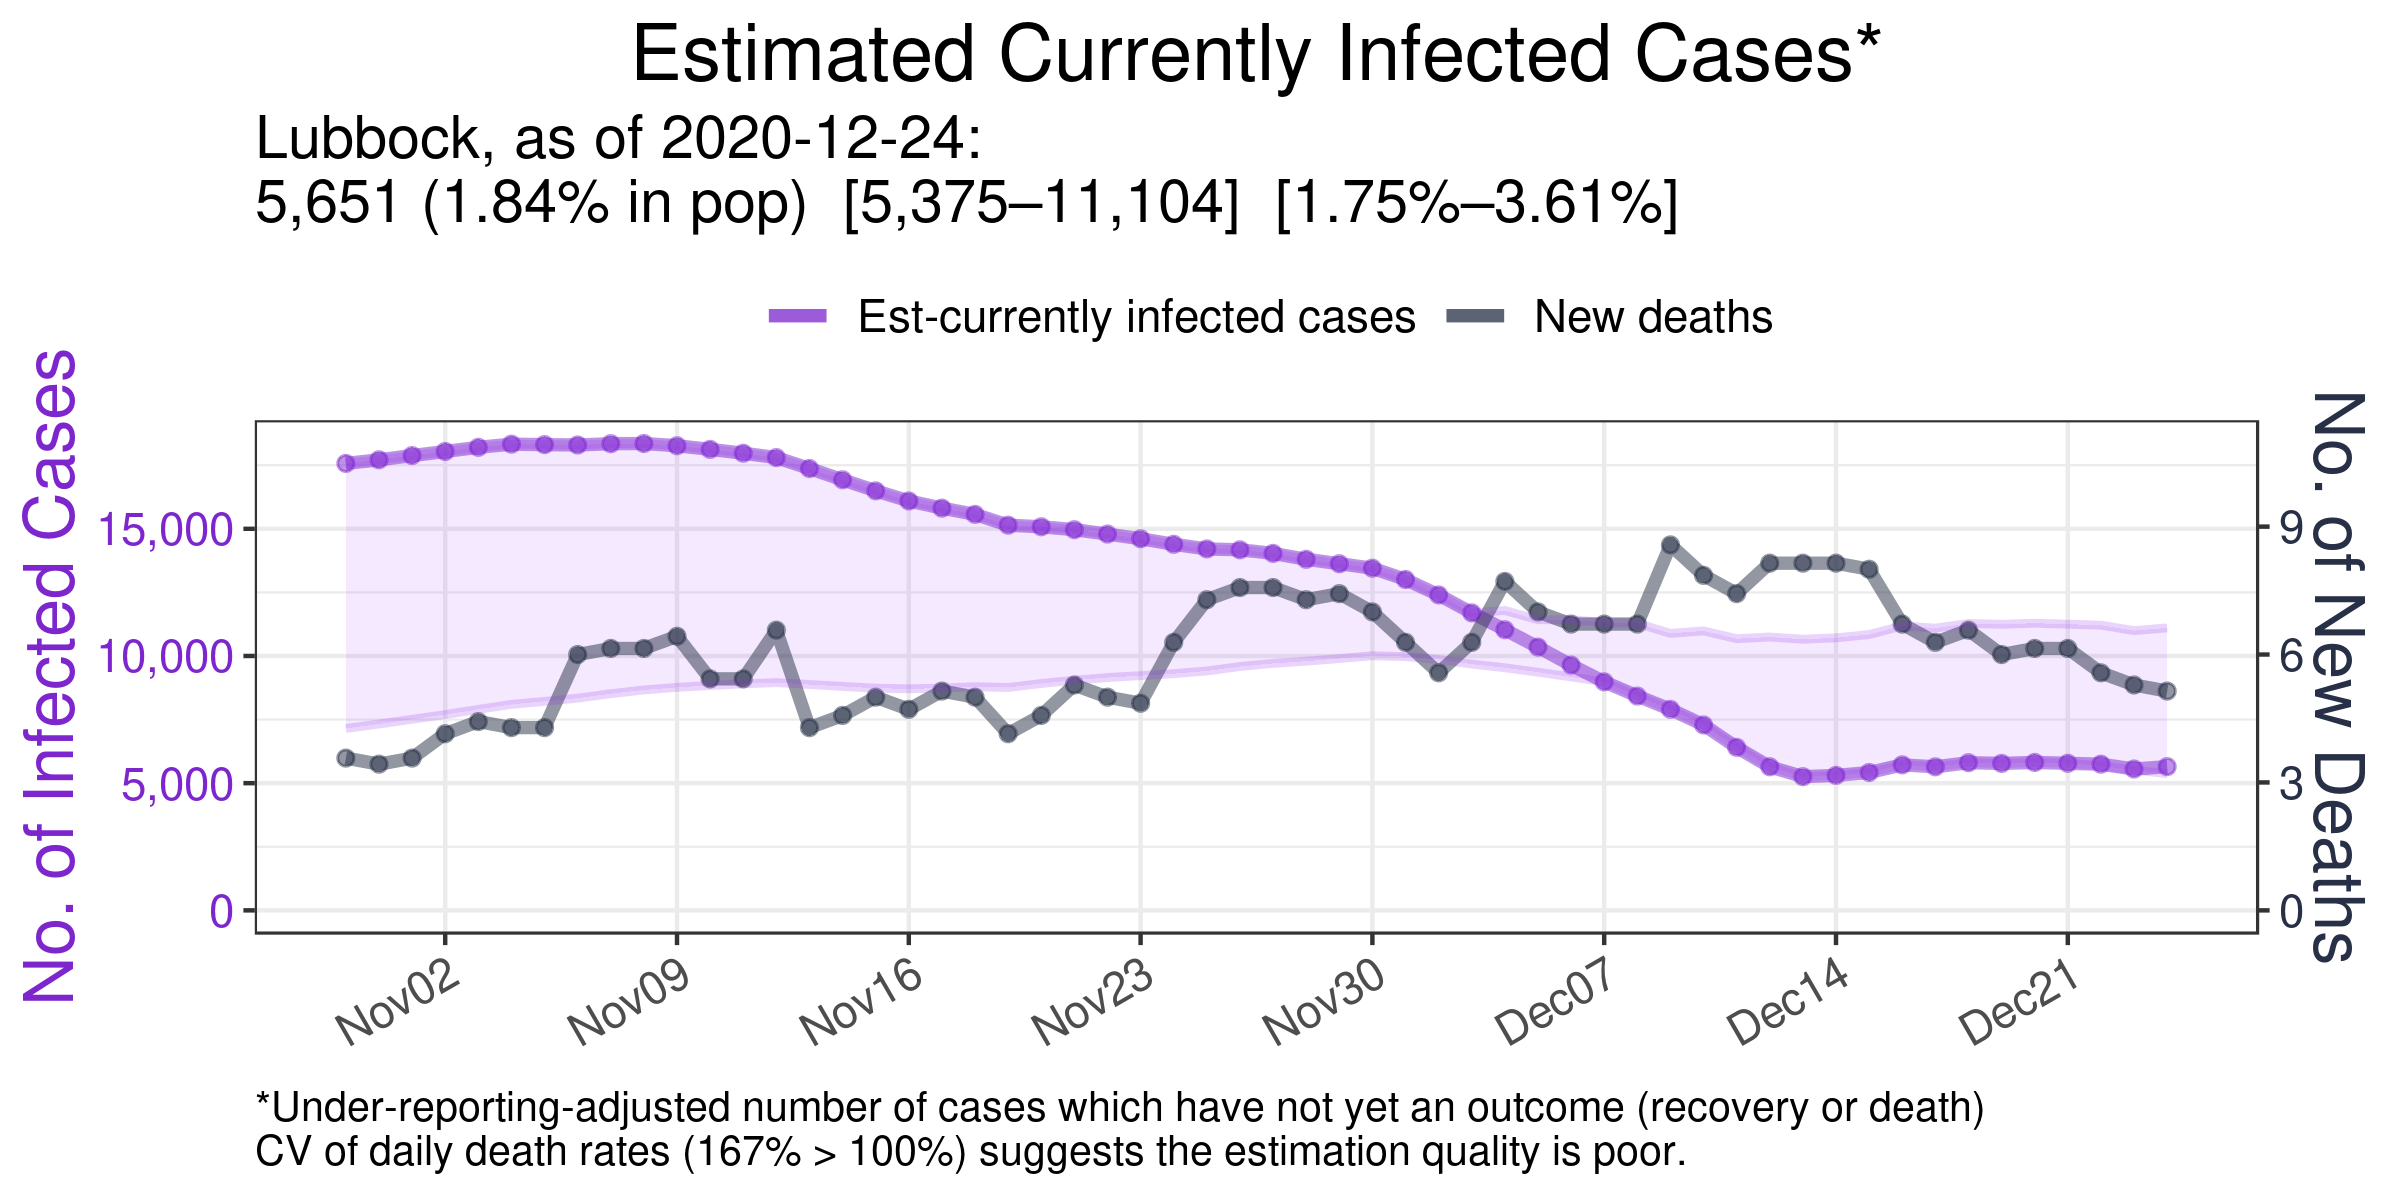 Estimated Currently Infected Cases*
Lubbock, as of 2020-12-24:
5,651 (1.84% in pop)  [5,375–11,104]  [1.75%–3.61%]
Est-currently infected cases
New deaths
No. of Infected Cases
15,000
10,000
5,000
0
No. of New Deaths
9
6
3
0
Nov02
Nov09
Nov16
Nov23
Nov30
Dec07
Dec14
Dec21
*Under-reporting-adjusted number of cases which have not yet an outcome (recovery or death)
CV of daily death rates (167% > 100%) suggests the estimation quality is poor.